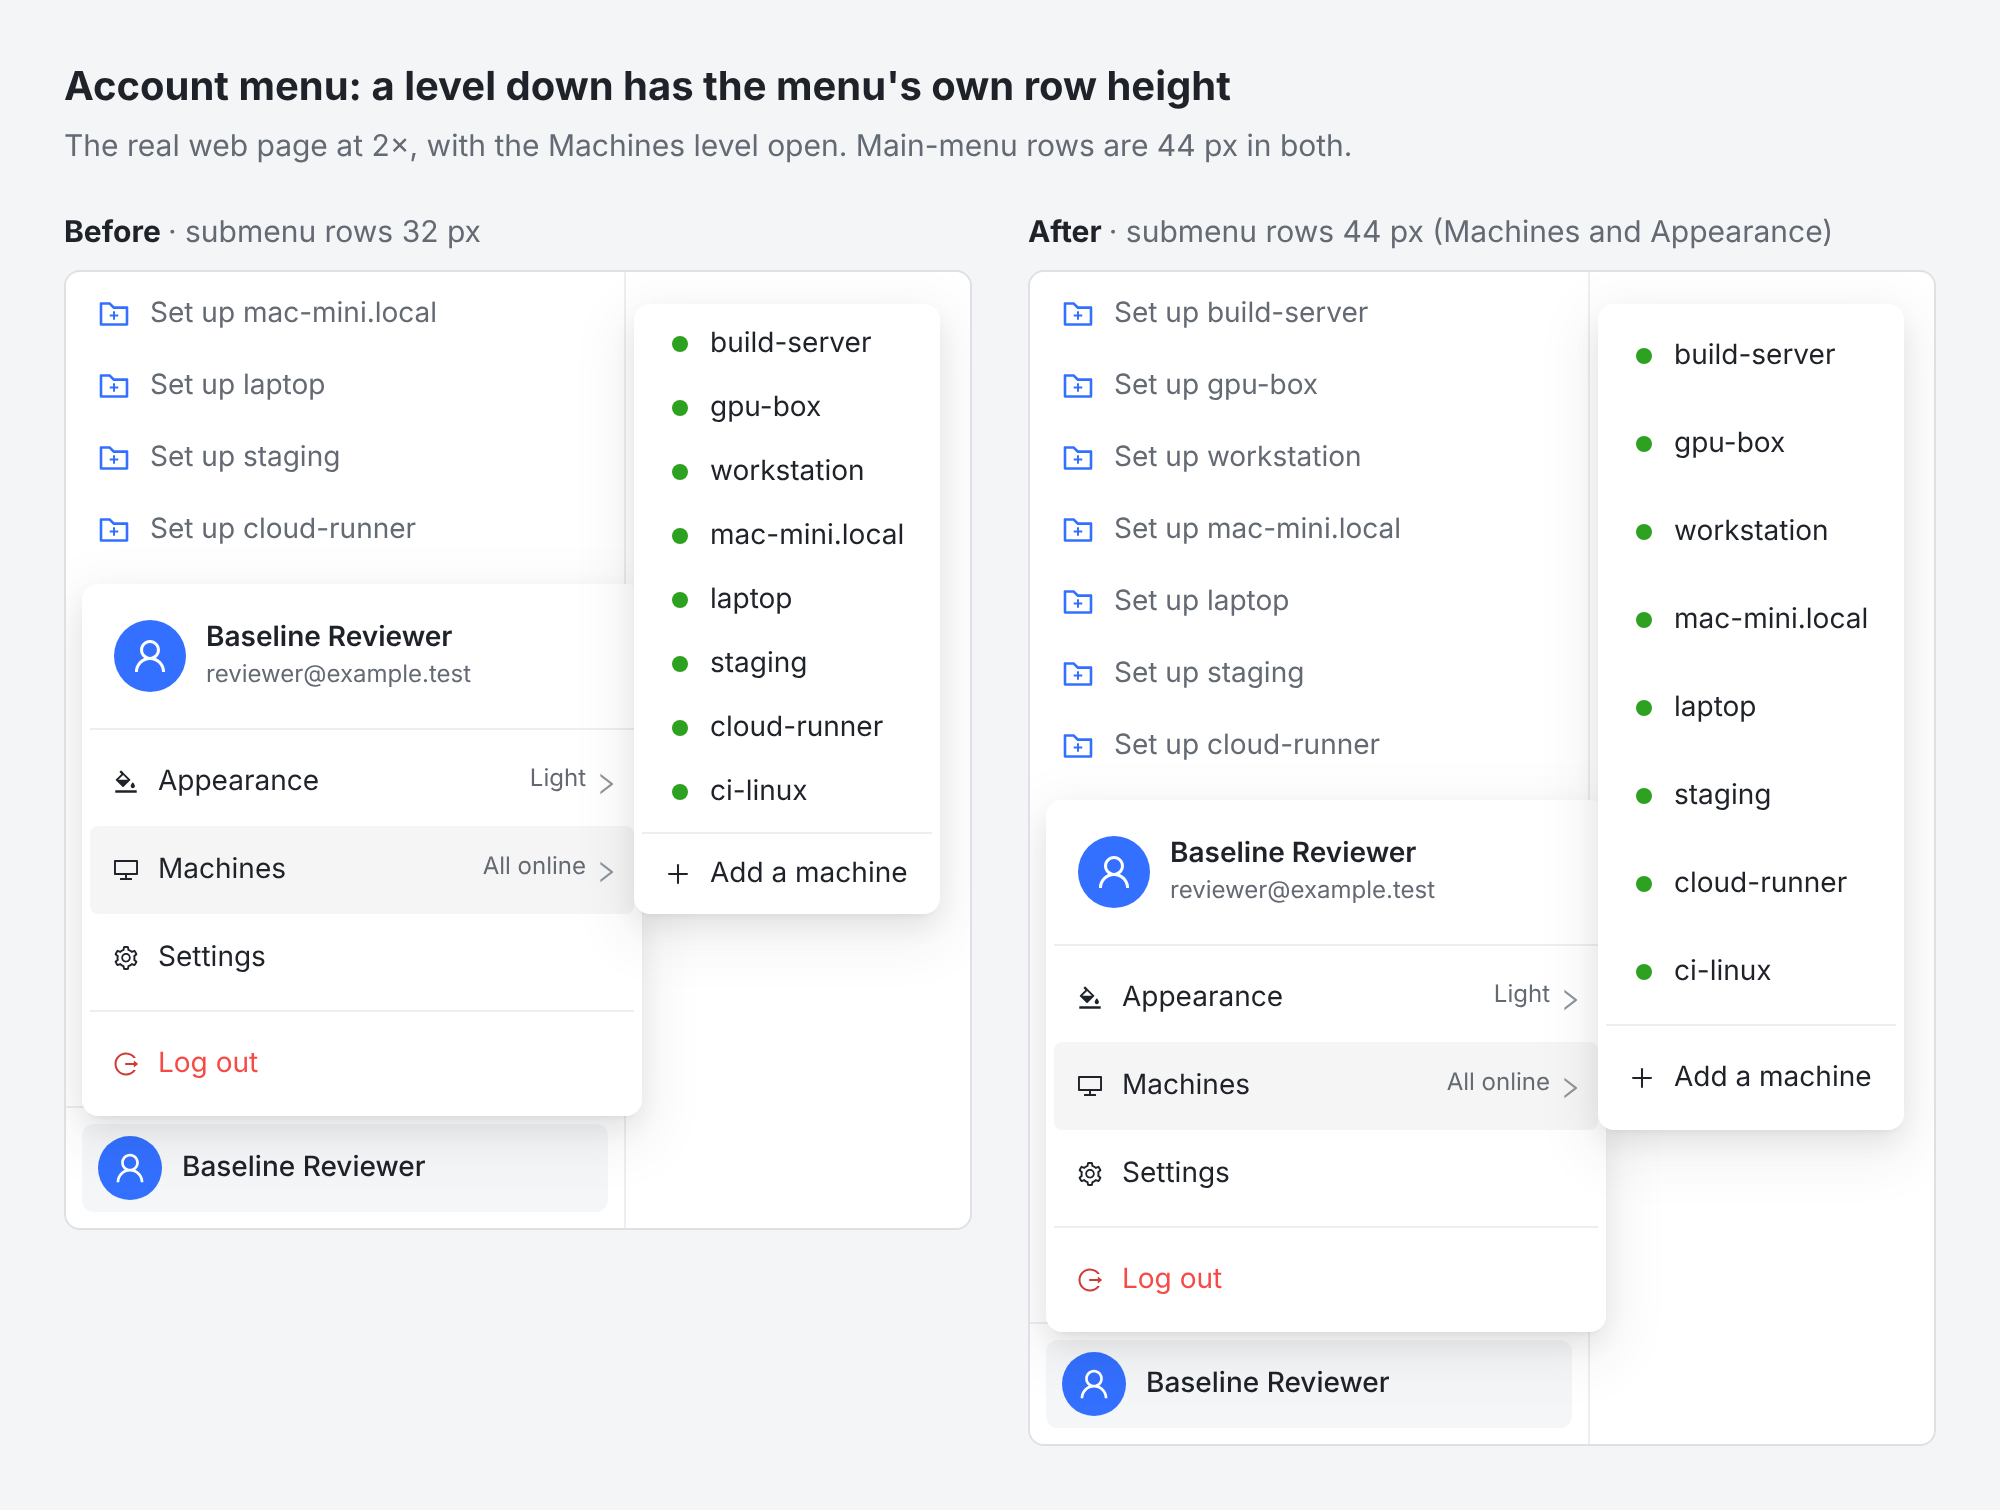 Account menu: a level down has the menu's own row height
The real web page at 2×, with the Machines level open. Main-menu rows are 44 px in both.
Before · submenu rows 32 px
Set up mac-mini.local
Set up laptop
Set up staging
Set up cloud-runner
Baseline Reviewer
reviewer@example.test
Appearance Light
Machines All online
Settings
Log out
Baseline Reviewer
build-server
gpu-box
workstation
mac-mini.local
laptop
staging
cloud-runner
ci-linux
Add a machine
After · submenu rows 44 px (Machines and Appearance)
Set up build-server
Set up gpu-box
Set up workstation
Set up mac-mini.local
Set up laptop
Set up staging
Set up cloud-runner
Baseline Reviewer
reviewer@example.test
Appearance Light
Machines All online
Settings
Log out
Baseline Reviewer
build-server
gpu-box
workstation
mac-mini.local
laptop
staging
cloud-runner
ci-linux
Add a machine